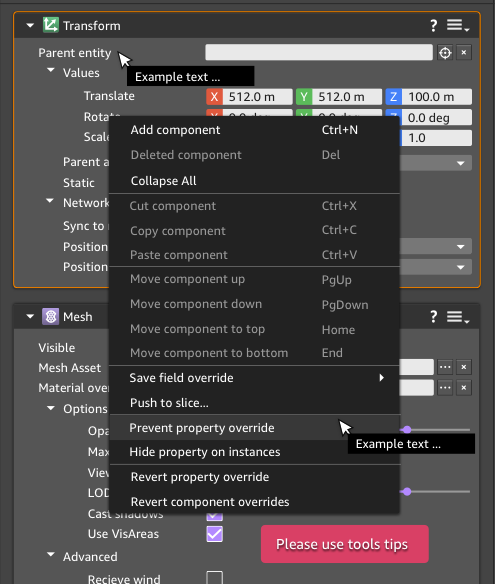 Transform ?
Parent entity
Example text ...
Values
Translate X 512.0 m Y 512.0 m Z 100.0 m
Rotate X 0.0 deg Y 0.0 deg Z 0.0 deg
Scale 1.0
Add component Ctrl+N
Deleted component Del
Parent a
Collapse All
Static
Network
Cut component Ctrl+X
Sync to
Copy component Ctrl+C
Position
Paste component Ctrl+V
Position
Move component up PgUp
Move component down PgDown
Mesh ?
Move component to top Home
Visible
Move component to bottom End
Mesh Asset ...
Save field override
Material over ...
Push to slice...
Options
Prevent property override
Opa
Example text ...
Max
Hide property on instances
View
Revert property override
LOD
Revert component overrides
Cast shadows
Use VisAreas
Please use tools tips
Advanced
Recieve wind